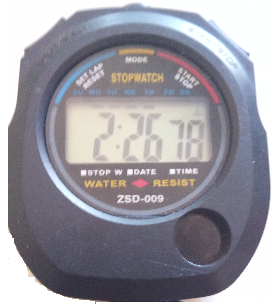 MODE
SET LAP
RESET
STOPWATCH
START
STOP
SU MO TU WE TH FR SA
2:26 78
■STOP W ■DATE ■TIME
WATER RESIST
ZSD-009